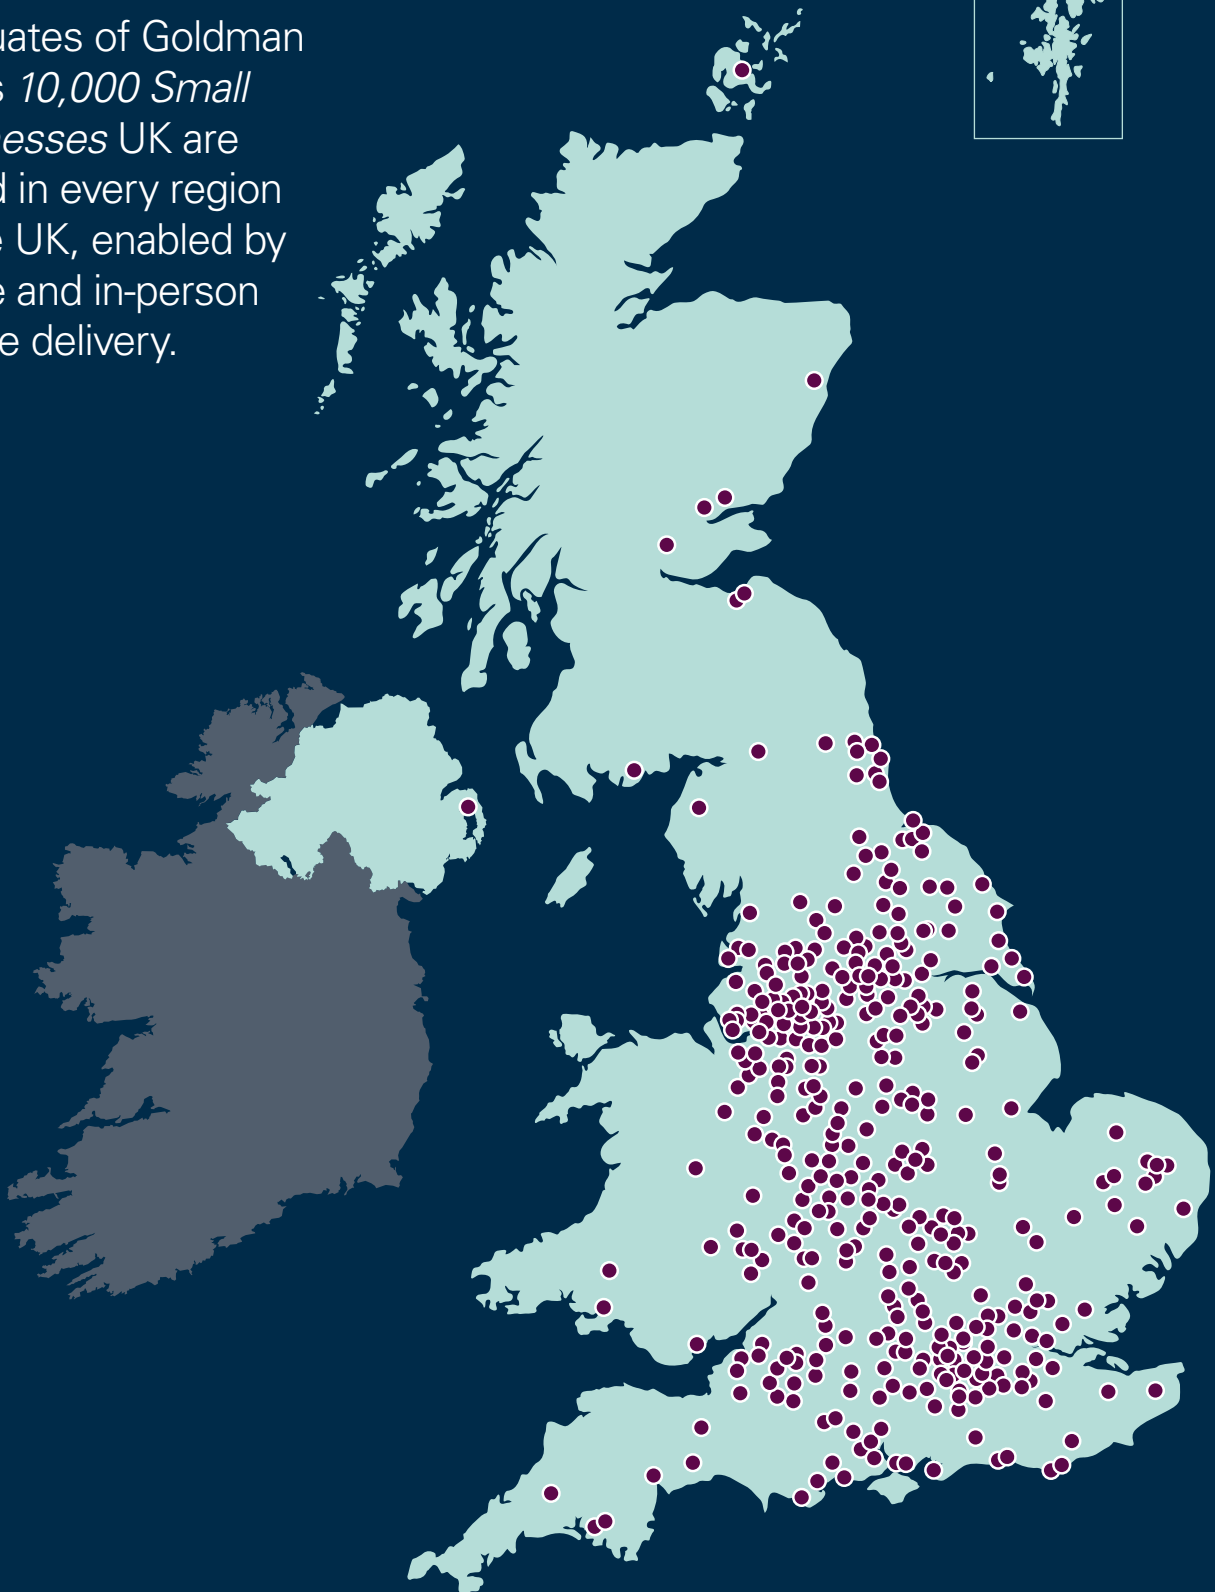 uates of Goldman
s 10,000 Small
esses UK are
d in every region
e UK, enabled by
e and in-person
e delivery.